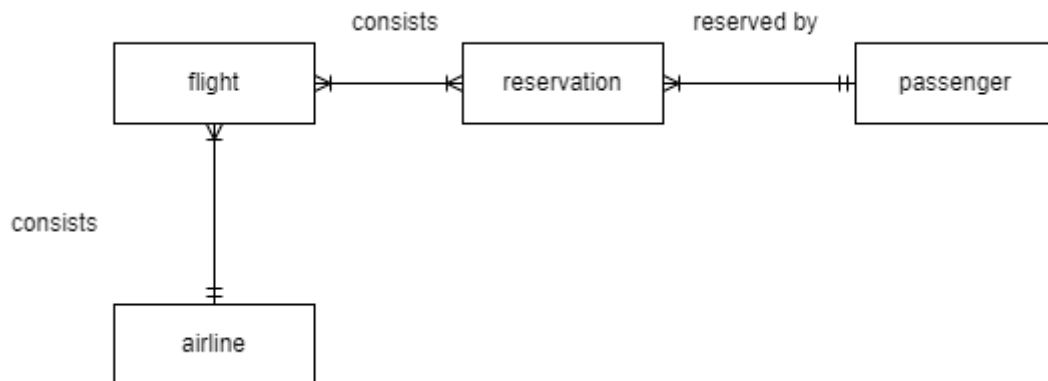 consists
reserved by
flight
reservation
passenger
consists
airline